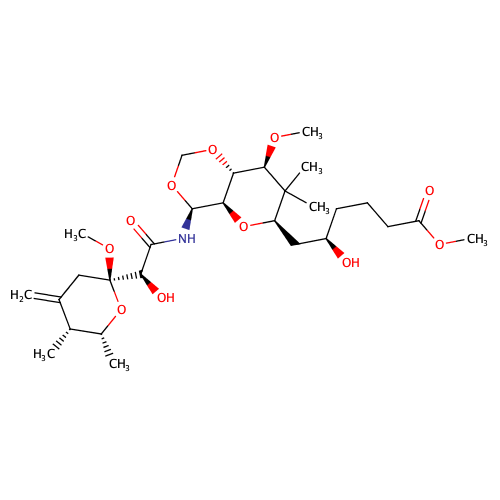 O CH₃
O O CH₃
O CH₃ O
O NH O O
H₃C O OH CH₃
H₂C OH
O
H₃C CH₃